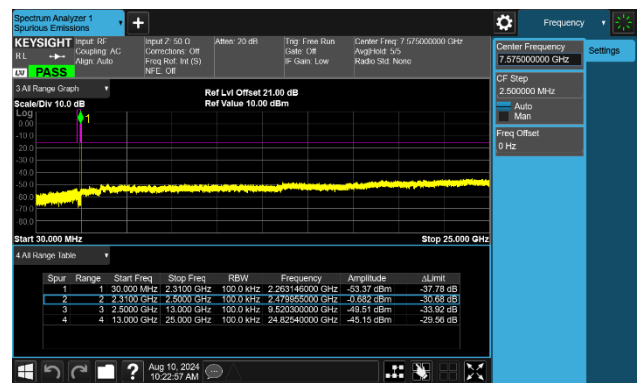 Spectrum Analyzer 1
Spurious Emissions
Frequency
KEYSIGHT
RL
LV PASS
Input: RF
Coupling: AC
Align: Auto
Input Z: 50 Ω
Corrections: Off
Freq Ref: Int (S)
NFE: Off
Atten: 20 dB
Trig: Free Run
Gate: Off
IF Gain: Low
Center Freq: 7.575000000 GHz
Avg|Hold: 5/5
Radio Std: None
Center Frequency
7.575000000 GHz
Settings
CF Step
2.500000 MHz
Auto
Man
Freq Offset
0 Hz
3 All Range Graph
Scale/Div 10.0 dB
Ref Lvl Offset 21.00 dB
Ref Value 10.00 dBm
Log
0.00
-10.0
-20.0
-30.0
-40.0
-50.0
-60.0
-70.0
-80.0
1
Start 30.000 MHz
Stop 25.000 GHz
4 All Range Table
Spur Range Start Freq Stop Freq RBW Frequency Amplitude ΔLimit
1 1 30.000 MHz 2.3100 GHz 100.0 kHz 2.263146000 GHz -53.37 dBm -37.78 dB
2 2 2.3100 GHz 2.5000 GHz 100.0 kHz 2.479955000 GHz -0.682 dBm -30.68 dB
3 3 2.5000 GHz 13.000 GHz 100.0 kHz 9.520300000 GHz -49.51 dBm -33.92 dB
4 4 13.000 GHz 25.000 GHz 100.0 kHz 24.82540000 GHz -45.15 dBm -29.56 dB
Aug 10, 2024
10:22:57 AM